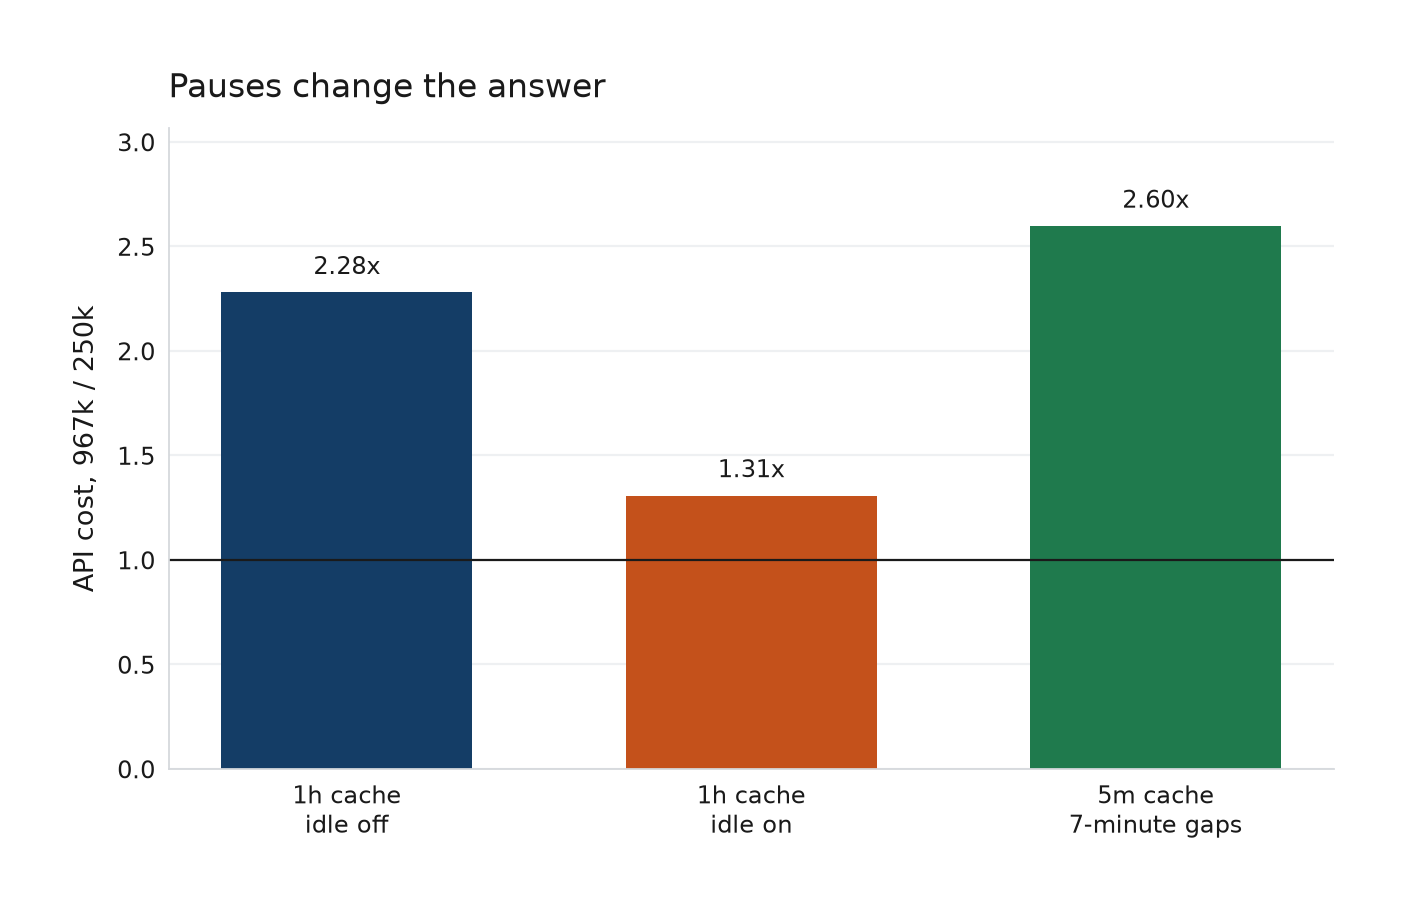 Pauses change the answer
API cost, 967k / 250k
3.0
2.5
2.0
1.5
1.0
0.5
0.0
2.28x
1.31x
2.60x
1h cache
idle off
1h cache
idle on
5m cache
7-minute gaps